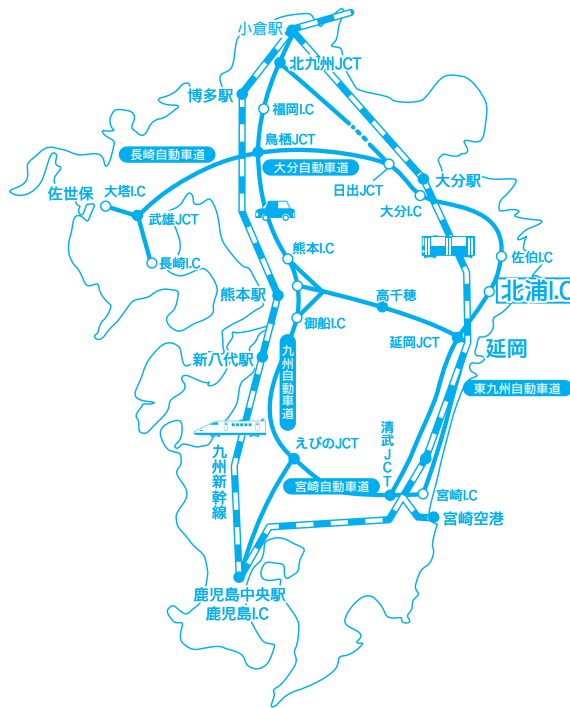 小倉駅
北九州JCT
博多駅
福岡I.C
鳥栖JCT
長崎自動車道
大分自動車道
大分駅
日出JCT
佐世保
大塔I.C
武雄JCT
大分I.C
長崎I.C
熊本I.C
佐伯I.C
北浦I.C
熊本駅
高千穂
御船I.C
延岡JCT
延岡
新八代駅
九州自動車道
東九州自動車道
えびのJCT
清武JCT
九州新幹線
宮崎自動車道
宮崎I.C
宮崎空港
鹿児島中央駅
鹿児島I.C